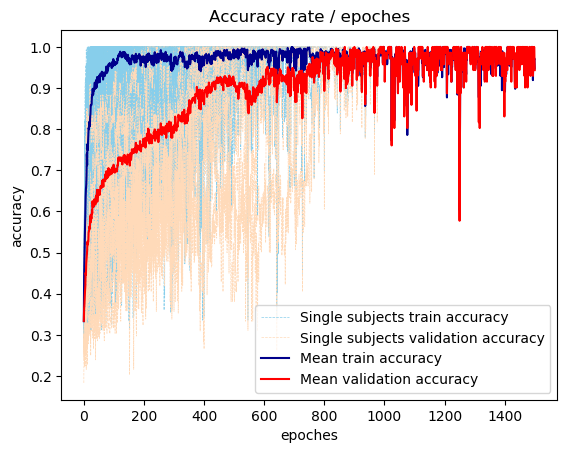 Accuracy rate / epoches
1.0
0.9
0.8
0.7
0.6
0.5
0.4
0.3
0.2
accuracy
Single subjects train accuracy
Single subjects validation accuracy
Mean train accuracy
Mean validation accuracy
0 200 400 600 800 1000 1200 1400
epoches